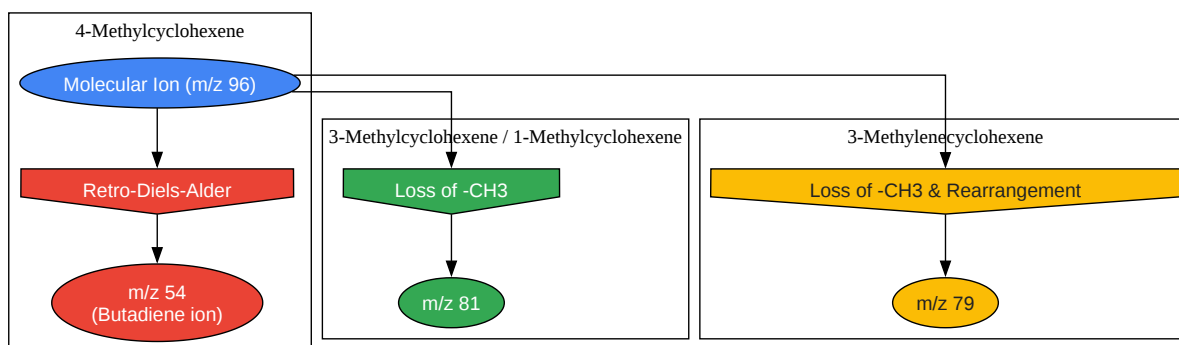 4-Methylcyclohexene
Molecular Ion (m/z 96)
Retro-Diels-Alder
m/z 54
(Butadiene ion)
3-Methylcyclohexene / 1-Methylcyclohexene
Loss of -CH3
m/z 81
3-Methylenecyclohexene
Loss of -CH3 & Rearrangement
m/z 79